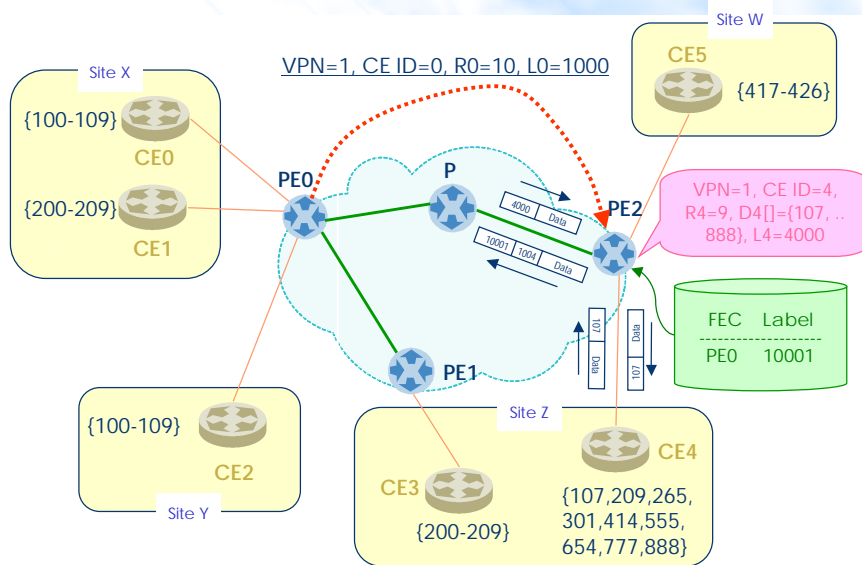 Site W
CE5
{417-426}
VPN=1, CE ID=0, R0=10, L0=1000
Site X
{100-109}
CE0
{200-209}
CE1
PE0
P
PE2
4000 Data
10001 1004 Data
VPN=1, CE ID=4,
R4=9, D4[]={107, ..
888}, L4=4000
FEC Label
PE0 10001
107 Data
Data 107
PE1
{100-109}
CE2
Site Y
Site Z
CE3
{200-209}
CE4
{107,209,265,
301,414,555,
654,777,888}